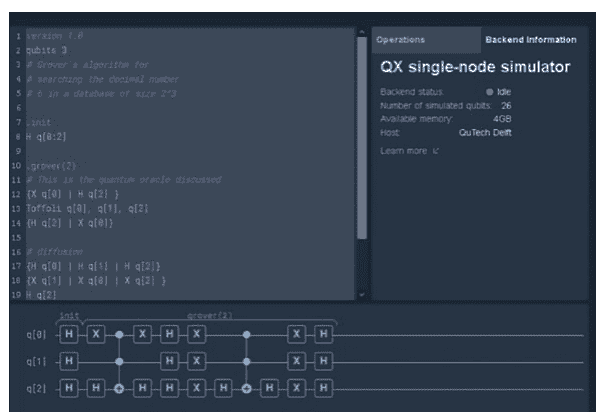 1 version 1.0
2 qubits 3
3 # Grover s algorithm for
4 # searching the decimal number
5 # 6 in a database of size 2^3
6
7 .init
8 H q[0:2]
9
10 .grover(2)
11 # This is the quantum oracle discussed
12 {X q[0] | H q[2] }
13 Toffoli q[0], q[1], q[2]
14 {H q[2] | X q[0]}
15
16 # diffusion
17 {H q[0] | H q[1] | H q[2]}
18 {X q[1] | X q[0] | X q[2] }
19 H q[2]
Operations
Backend Information
QX single-node simulator
Backend status: Idle
Number of simulated qubits: 26
Available memory: 4GB
Host: QuTech Delft
Learn more
init grover(2)
q[0] H X X H X X H
q[1] H H X X H
q[2] H H H H X H H X H